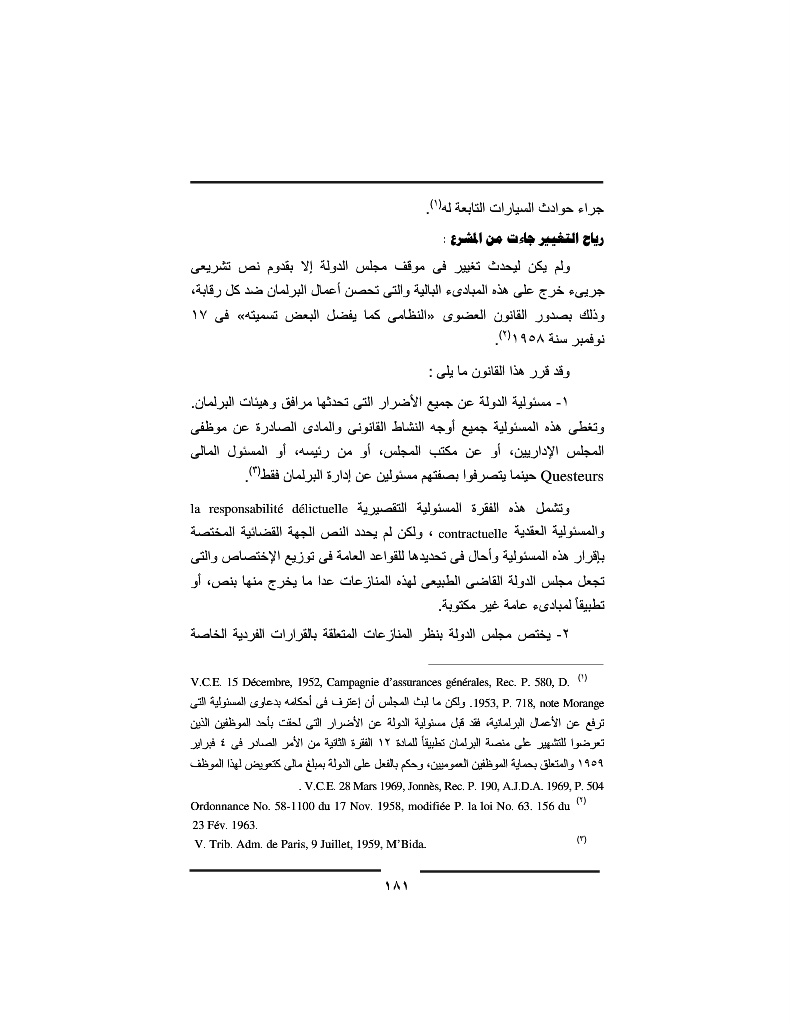 جراء حوادث السيارات التابعة له(١).
رياح التغيير جاءت من المشرع :
ولم يكن ليحدث تغيير فى موقف مجلس الدولة إلا بقدوم نص تشريعى
جريىء خرج على هذه المبادىء البالية والتى تحصن أعمال البرلمان ضد كل رقابة،
وذلك بصدور القانون العضوى «النظامى كما يفضل البعض تسميته» فى ١٧
نوفمبر سنة ١٩٥٨(٢).
وقد قرر هذا القانون ما يلى :
١- مسئولية الدولة عن جميع الأضرار التى تحدثها مرافق وهيئات البرلمان.
وتغطى هذه المسئولية جميع أوجه النشاط القانونى والمادى الصادرة عن موظفى
المجلس الإداريين، أو عن مكتب المجلس، أو من رئيسه، أو المسئول المالى
Questeurs حينما يتصرفوا بصفتهم مسئولين عن إدارة البرلمان فقط(٣).
وتشمل هذه الفقرة المسئولية التقصيرية la responsabilité délictuelle
والمسئولية العقدية contractuelle ، ولكن لم يحدد النص الجهة القضائية المختصة
بإقرار هذه المسئولية وأحال فى تحديدها للقواعد العامة فى توزيع الإختصاص والتى
تجعل مجلس الدولة القاضى الطبيعى لهذه المنازعات عدا ما يخرج منها بنص، أو
تطبيقاً لمبادىء عامة غير مكتوبة.
٢- يختص مجلس الدولة بنظر المنازعات المتعلقة بالقرارات الفردية الخاصة
(١) V.C.E. 15 Décembre, 1952, Campagnie d'assurances générales, Rec. P. 580, D.
1953, P. 718, note Morange. ولكن ما لبث المجلس أن إعترف فى أحكامه بدعاوى المسئولية التى
ترفع عن الأعمال البرلمانية، فقد قبل مسئولية الدولة عن الأضرار التى لحقت بأحد الموظفين الذين
تعرضوا للتشهير على منصة البرلمان تطبيقاً للمادة ١٢ الفقرة الثانية من الأمر الصادر فى ٤ فبراير
١٩٥٩ والمتعلق بحماية الموظفين العموميين، وحكم بالفعل على الدولة بمبلغ مالى كتعويض لهذا الموظف
V.C.E. 28 Mars 1969, Jonnès, Rec. P. 190, A.J.D.A. 1969, P. 504 .
(٢) Ordonnance No. 58-1100 du 17 Nov. 1958, modifiée P. la loi No. 63. 156 du
23 Fév. 1963.
(٣) V. Trib. Adm. de Paris, 9 Juillet, 1959, M'Bida.
١٨١